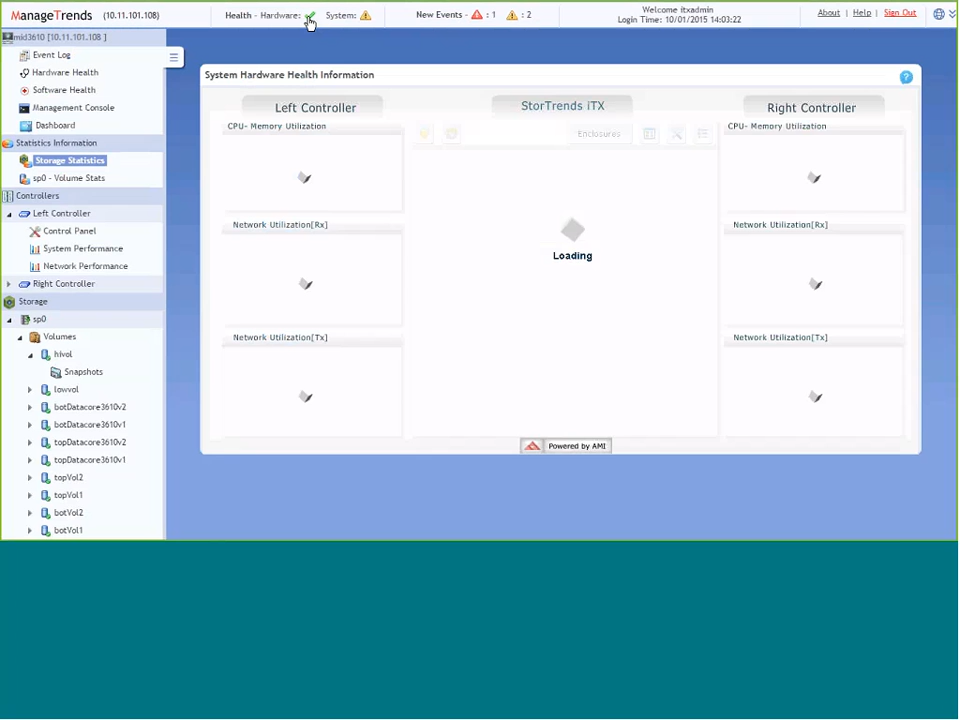 ManageTrends (10.11.101.108) Health - Hardware: System: New Events - : 1 : 2 Welcome itxadmin About | Help | Sign Out
Login Time: 10/01/2015 14:03:22
mid3610 [10.11.101.108 ]
Event Log
Hardware Health
Software Health
Management Console
Dashboard
Statistics Information
Storage Statistics
sp0 - Volume Stats
Controllers
Left Controller
Control Panel
System Performance
Network Performance
Right Controller
Storage
sp0
Volumes
hivol
Snapshots
lowvol
botDatacore3610v2
botDatacore3610v1
topDatacore3610v2
topDatacore3610v1
topVol2
topVol1
botVol2
botVol1
System Hardware Health Information
Left Controller
CPU- Memory Utilization
Network Utilization[Rx]
Network Utilization[Tx]
StorTrends iTX
Enclosures
Loading
Right Controller
CPU- Memory Utilization
Network Utilization[Rx]
Network Utilization[Tx]
Powered by AMI